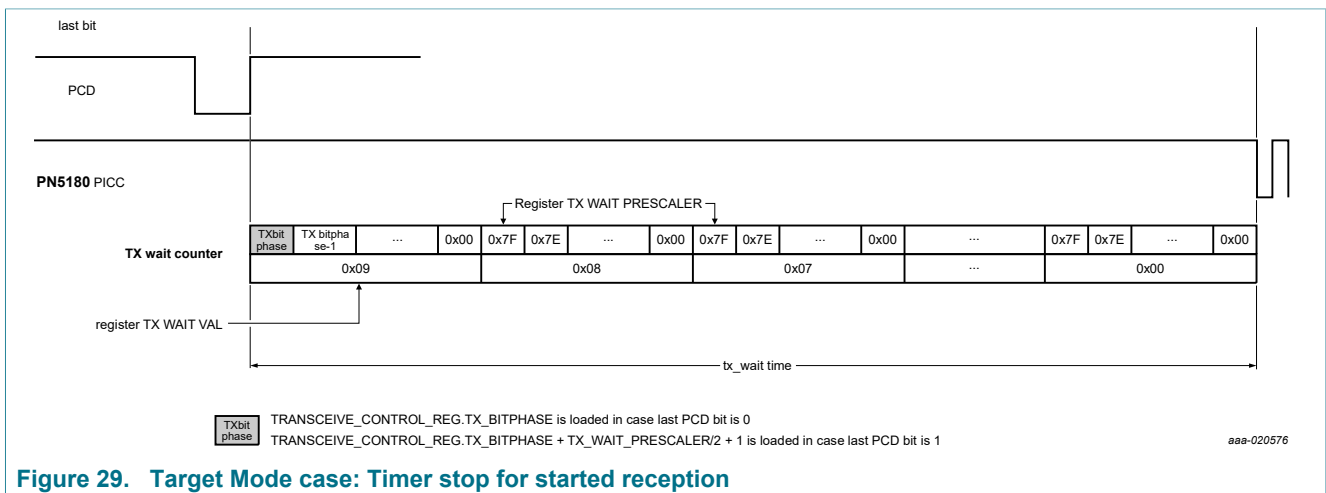 last bit
PCD
PN5180 PICC
Register TX WAIT PRESCALER
TX wait counter
TXbit phase TX bitpha se-1 ... 0x00 0x7F 0x7E ... 0x00 0x7F 0x7E ... 0x00 ... 0x7F 0x7E ... 0x00
0x09 0x08 0x07 ... 0x00
register TX WAIT VAL
tx_wait time
TXbit phase
TRANSCEIVE_CONTROL_REG.TX_BITPHASE is loaded in case last PCD bit is 0
TRANSCEIVE_CONTROL_REG.TX_BITPHASE + TX_WAIT_PRESCALER/2 + 1 is loaded in case last PCD bit is 1
aaa-020576
Figure 29. Target Mode case: Timer stop for started reception